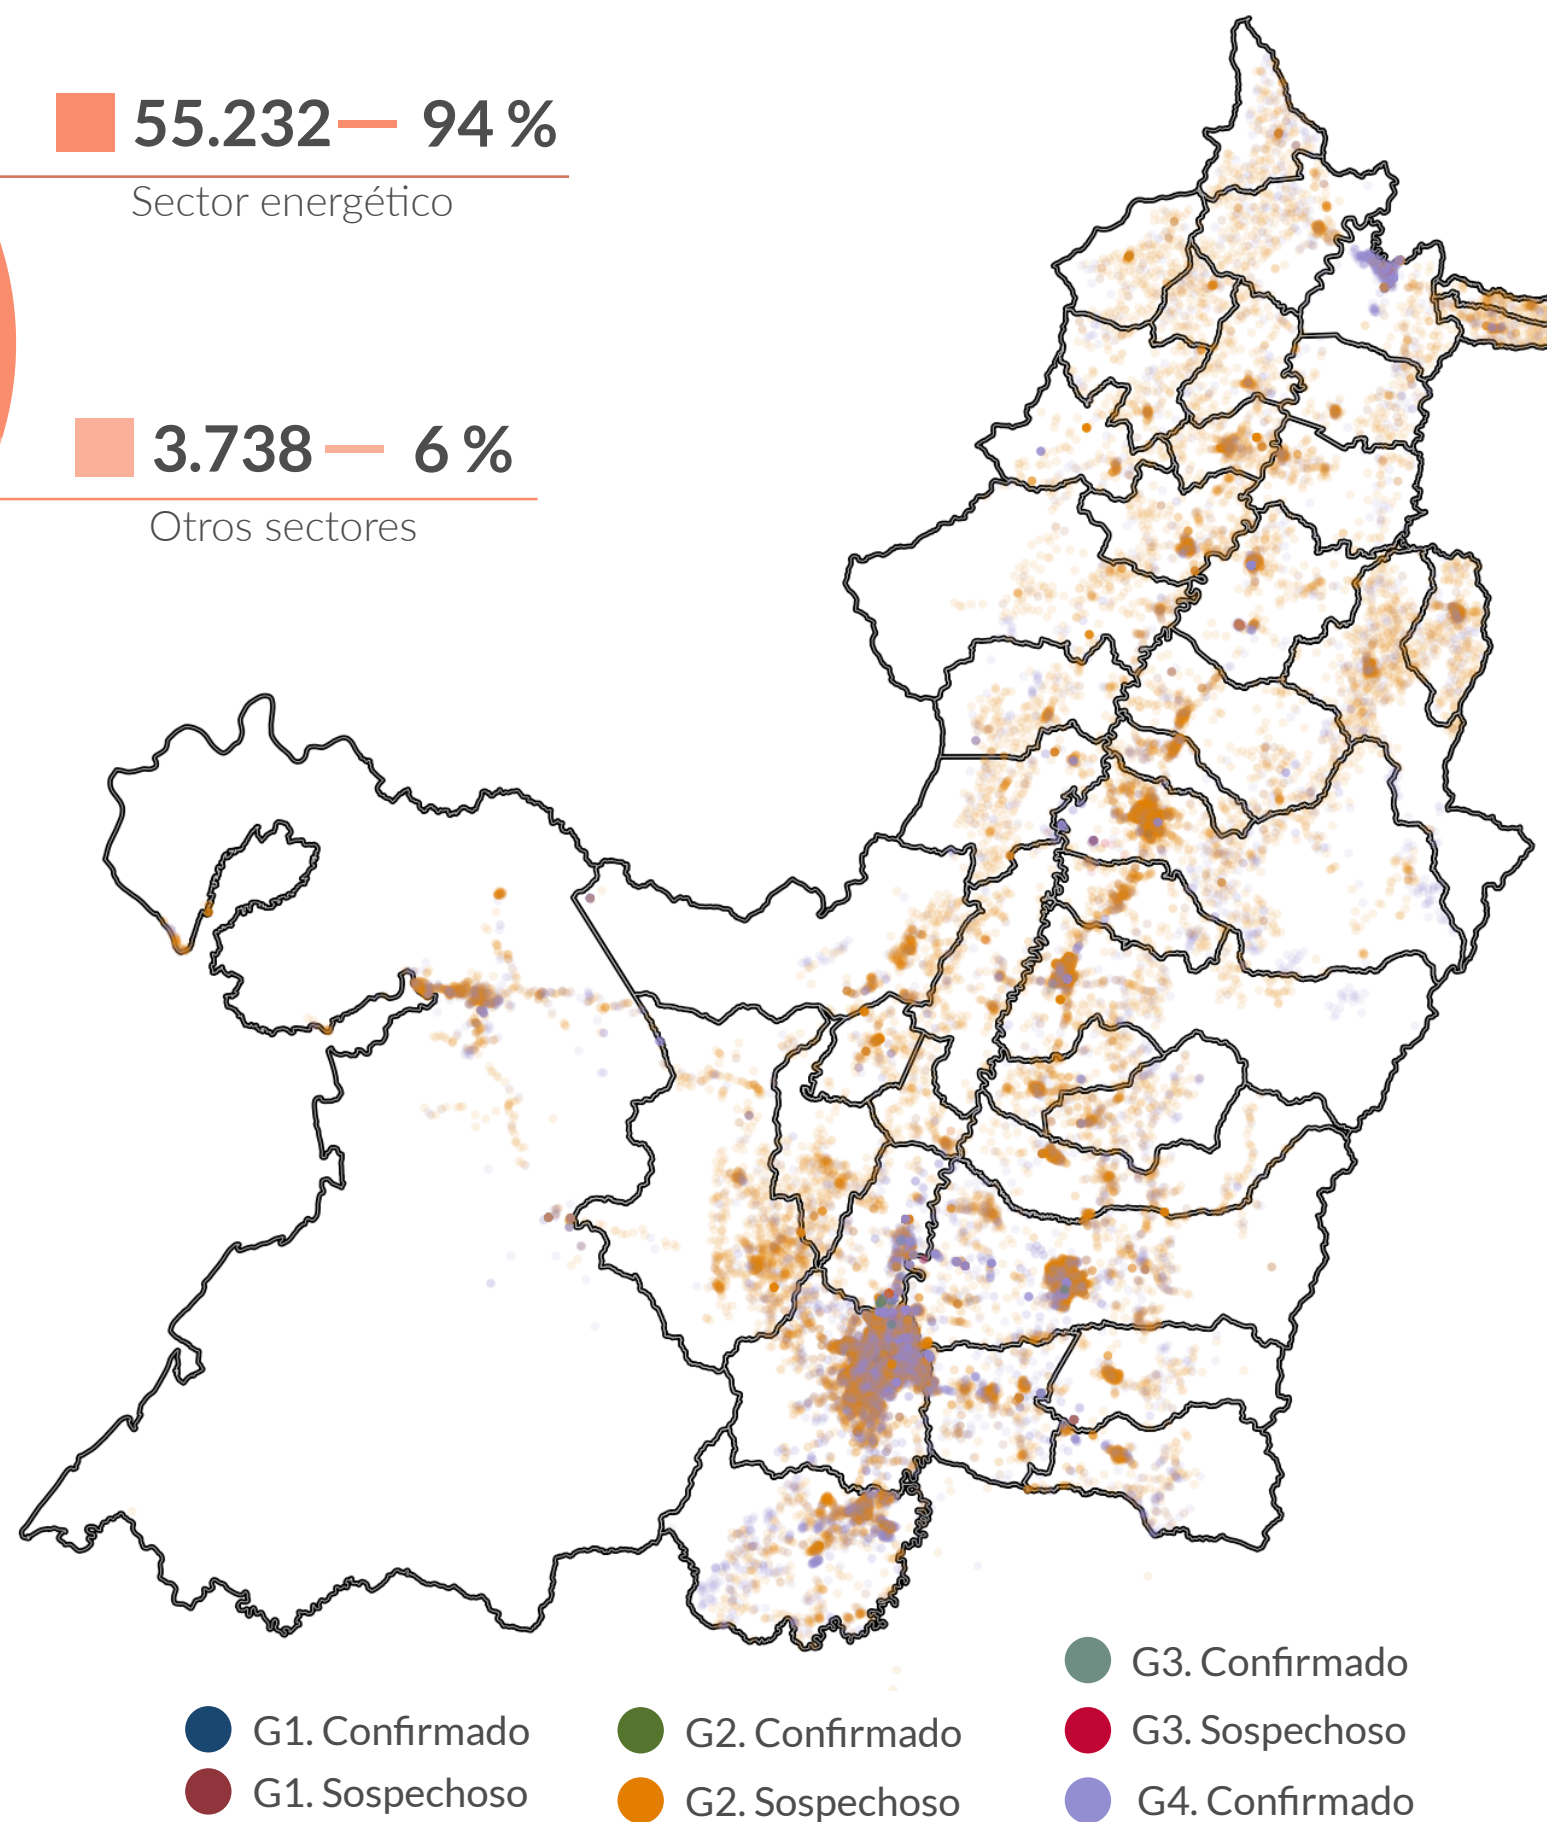 55.232 — 94 %
Sector energético
3.738 — 6 %
Otros sectores
G3. Confirmado
G1. Confirmado
G2. Confirmado
G3. Sospechoso
G1. Sospechoso
G2. Sospechoso
G4. Confirmado